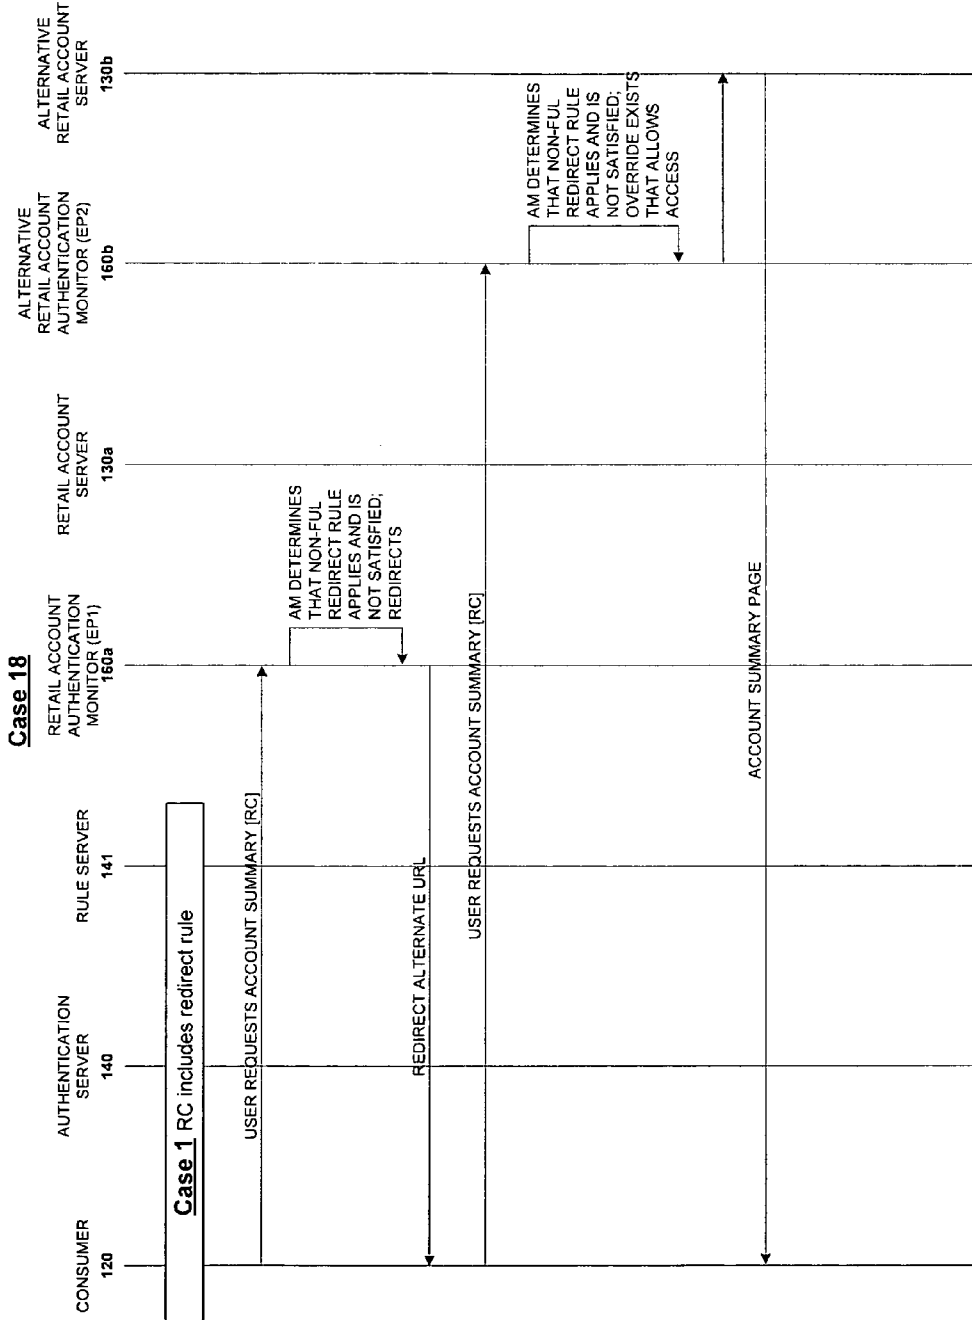 Case 18
CONSUMER
120
AUTHENTICATION
SERVER
140
RULE SERVER
141
RETAIL ACCOUNT
AUTHENTICATION
MONITOR (EP1)
160a
RETAIL ACCOUNT
SERVER
130a
ALTERNATIVE
RETAIL ACCOUNT
AUTHENTICATION
MONITOR (EP2)
160b
ALTERNATIVE
RETAIL ACCOUNT
SERVER
130b
Case 1 RC includes redirect rule
USER REQUESTS ACCOUNT SUMMARY [RC]
AM DETERMINES
THAT NON-FUL
REDIRECT RULE
APPLIES AND IS
NOT SATISFIED;
REDIRECTS
REDIRECT ALTERNATE URL
USER REQUESTS ACCOUNT SUMMARY [RC]
AM DETERMINES
THAT NON-FUL
REDIRECT RULE
APPLIES AND IS
NOT SATISFIED;
OVERRIDE EXISTS
THAT ALLOWS
ACCESS
ACCOUNT SUMMARY PAGE